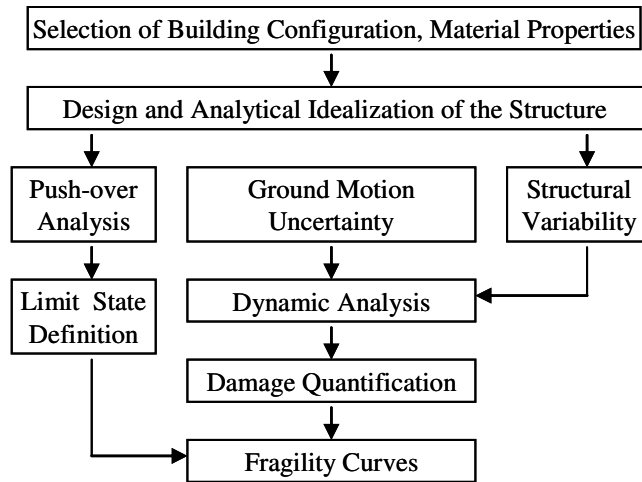 Selection of Building Configuration, Material Properties
Design and Analytical Idealization of the Structure
Push-over
Analysis
Ground Motion
Uncertainty
Structural
Variability
Limit State
Definition
Dynamic Analysis
Damage Quantification
Fragility Curves